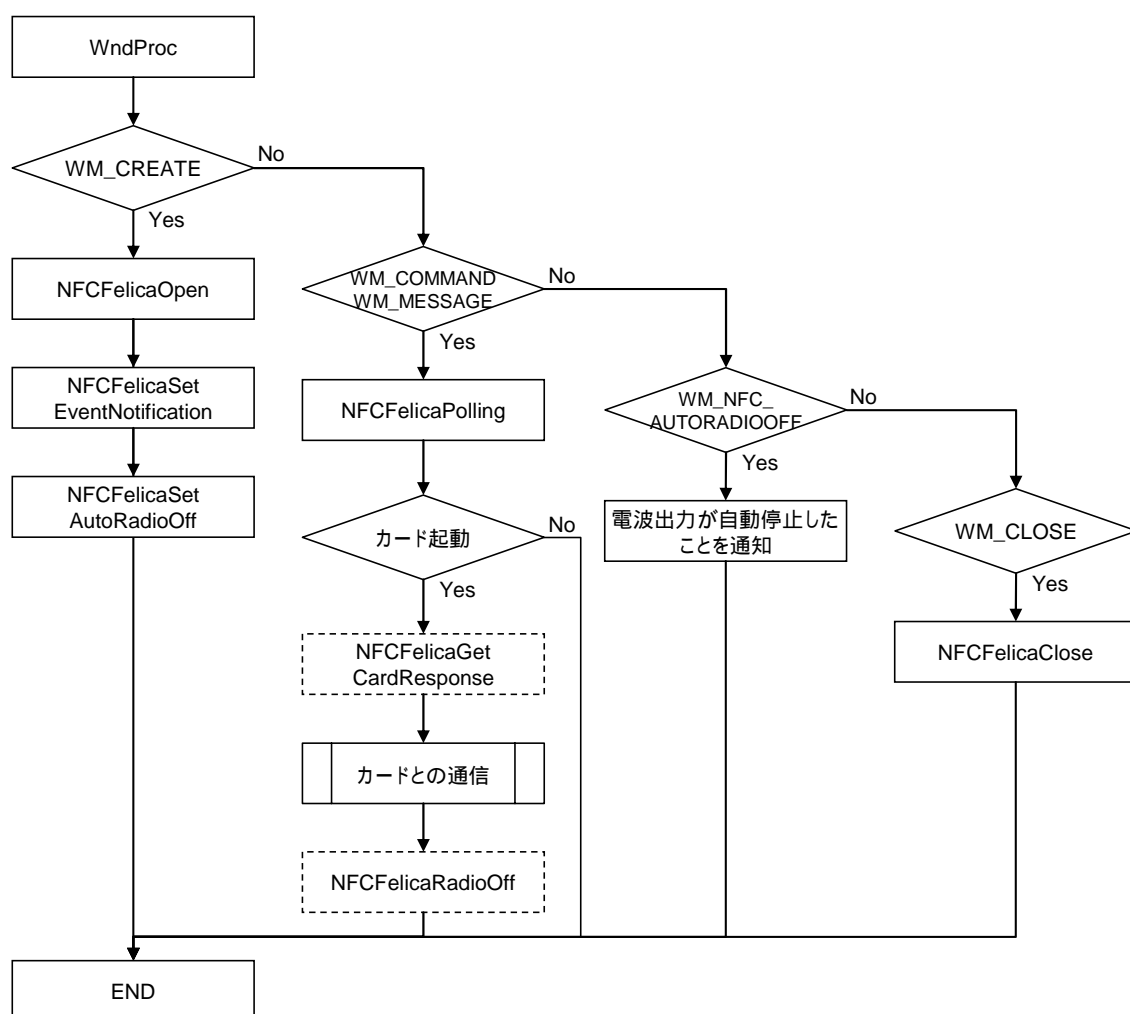 WndProc
WM_CREATE
No
Yes
NFCFelicaOpen
NFCFelicaSet
EventNotification
NFCFelicaSet
AutoRadioOff
WM_COMMAND
WM_MESSAGE
No
Yes
NFCFelicaPolling
カード起動
No
Yes
NFCFelicaGet
CardResponse
カードとの通信
NFCFelicaRadioOff
WM_NFC_
AUTORADIOOFF
No
Yes
電波出力が自動停止した
ことを通知
WM_CLOSE
Yes
NFCFelicaClose
END